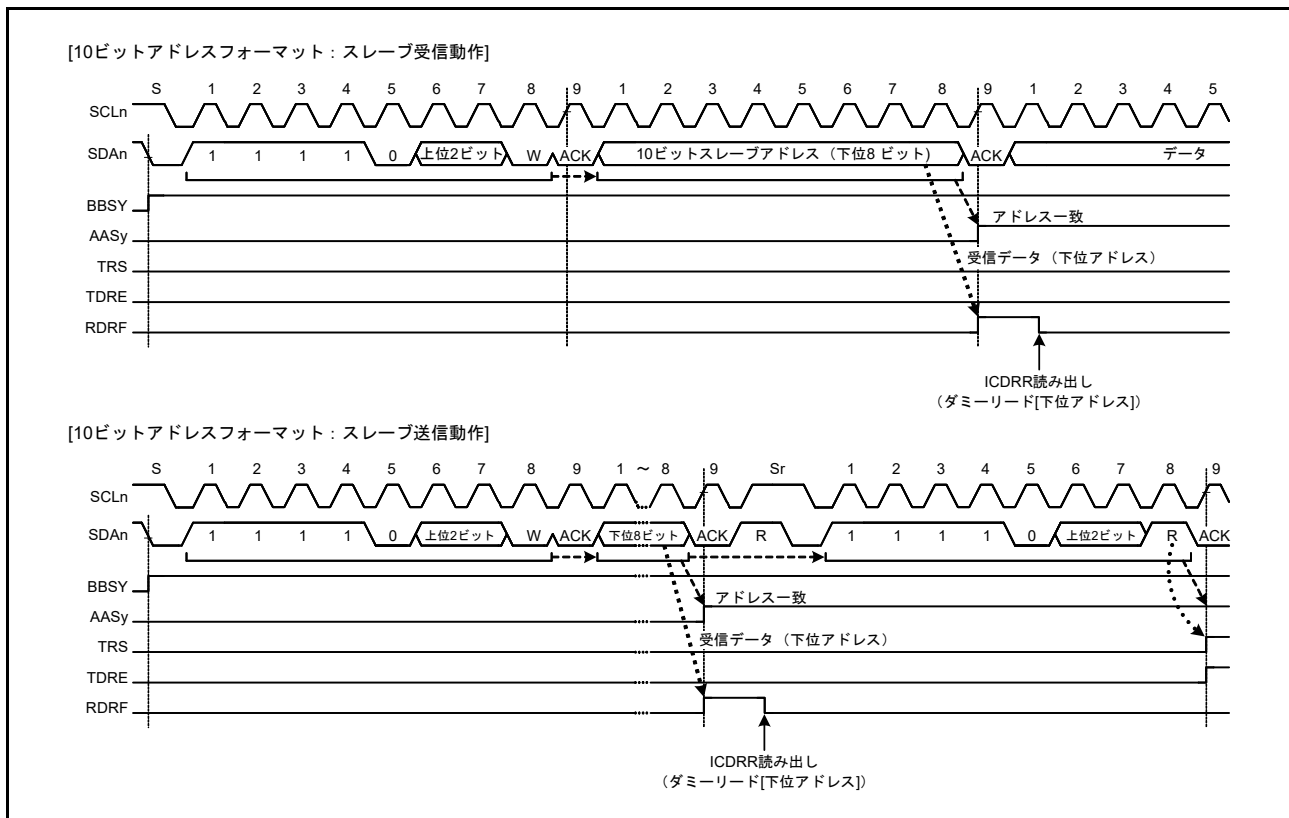 [10ビットアドレスフォーマット：スレーブ受信動作]
S 1 2 3 4 5 6 7 8 9 1 2 3 4 5 6 7 8 9 1 2 3 4 5
SCLn
SDAn 1 1 1 1 0 上位2ビット W ACK 10ビットスレーブアドレス（下位8 ビット) ACK データ
BBSY
アドレス一致
AASy
受信データ（下位アドレス）
TRS
TDRE
RDRF
ICDRR読み出し
（ダミーリード[下位アドレス]）
[10ビットアドレスフォーマット：スレーブ送信動作]
S 1 2 3 4 5 6 7 8 9 1 ～ 8 9 Sr 1 2 3 4 5 6 7 8 9
SCLn
SDAn 1 1 1 1 0 上位2ビット W ACK 下位8ビット ACK R 1 1 1 1 0 上位2ビット R ACK
BBSY
アドレス一致
AASy
受信データ（下位アドレス）
TRS
TDRE
RDRF
ICDRR読み出し
（ダミーリード[下位アドレス]）